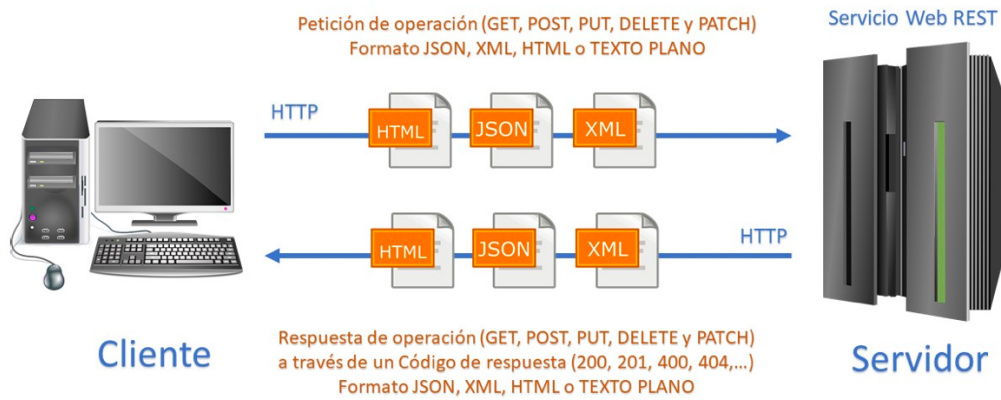 Petición de operación (GET, POST, PUT, DELETE y PATCH)
Formato JSON, XML, HTML o TEXTO PLANO
Servicio Web REST
HTTP
HTML
JSON
XML
HTML
JSON
XML
HTTP
Cliente
Respuesta de operación (GET, POST, PUT, DELETE y PATCH)
a través de un Código de respuesta (200, 201, 400, 404,...)
Formato JSON, XML, HTML o TEXTO PLANO
Servidor